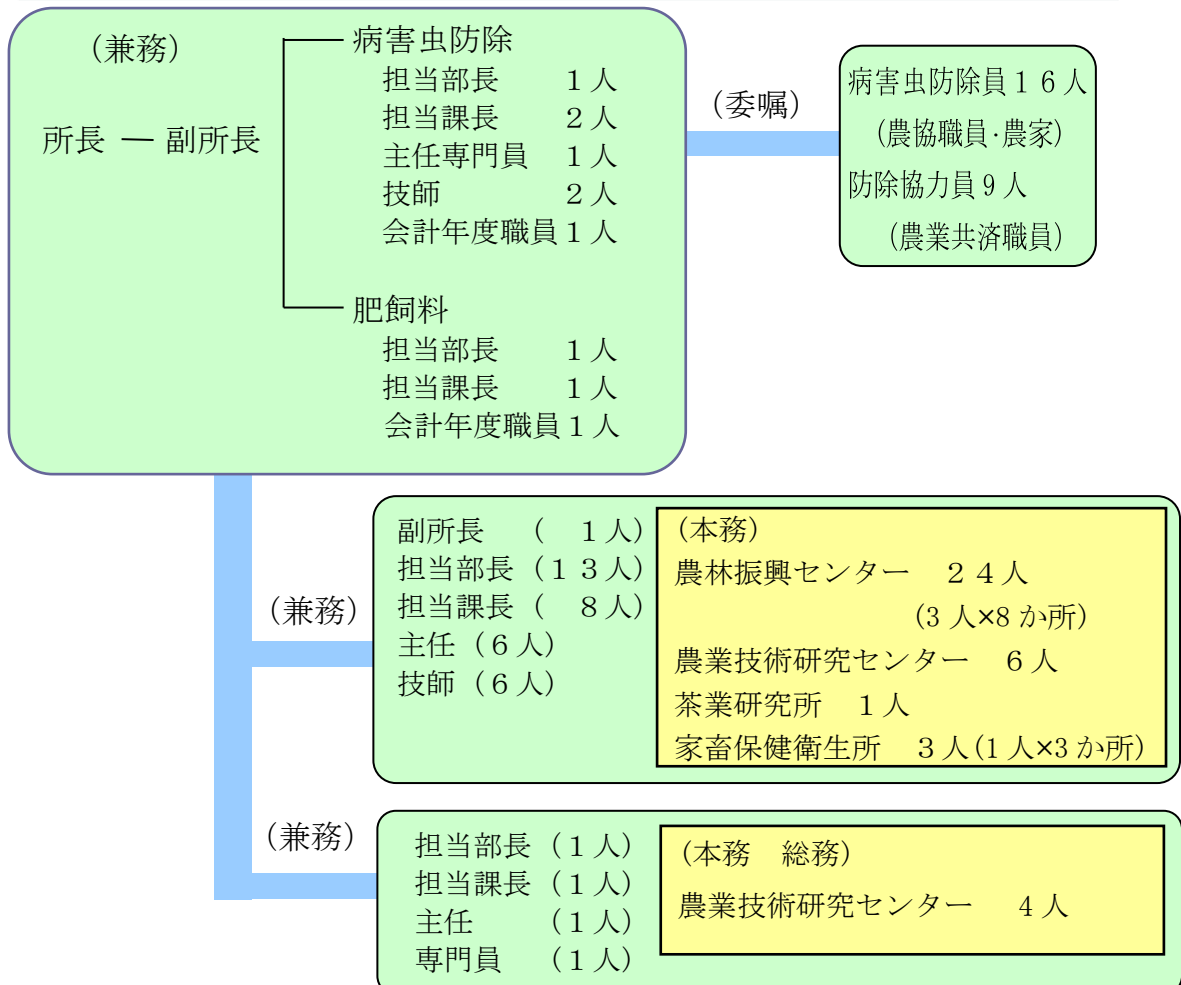 (兼務)
所長 ― 副所長
病害虫防除
担当部長 1人
担当課長 2人
主任専門員 1人
技師 2人
会計年度職員1人
肥飼料
担当部長 1人
担当課長 1人
会計年度職員1人
(委嘱)
病害虫防除員16人
(農協職員・農家)
防除協力員9人
(農業共済職員)
(兼務)
副所長 ( 1人)
担当部長(13人)
担当課長( 8人)
主任(6人)
技師(6人)
(本務)
農林振興センター 24人
(3人×8か所)
農業技術研究センター 6人
茶業研究所 1人
家畜保健衛生所 3人(1人×3か所)
(兼務)
担当部長(1人)
担当課長(1人)
主任 (1人)
専門員 (1人)
(本務 総務)
農業技術研究センター 4人